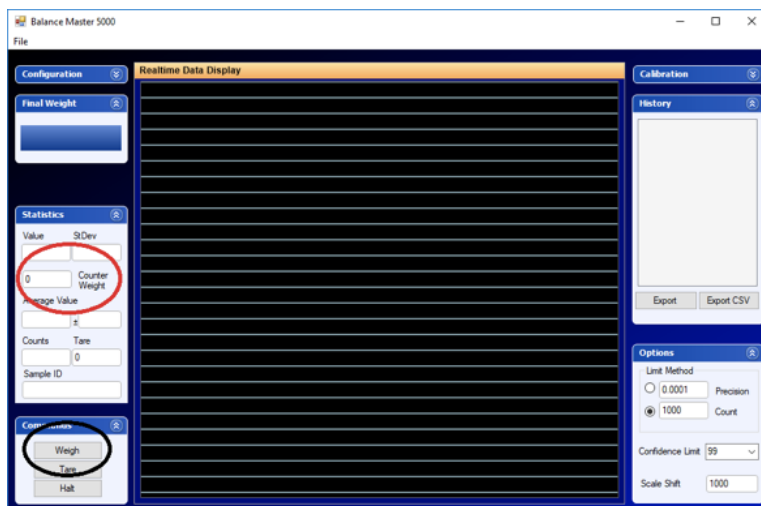 Balance Master 5000
File
Configuration
Final Weight
Statistics
Value StDev
0 Counter
Weight
Average Value
±
Counts Tare
0
Sample ID
Commands
Weigh
Tare
Halt
Realtime Data Display
Calibration
History
Export Export CSV
Options
Limit Method
0.0001 Precision
1000 Count
Confidence Limit 99
Scale Shift 1000